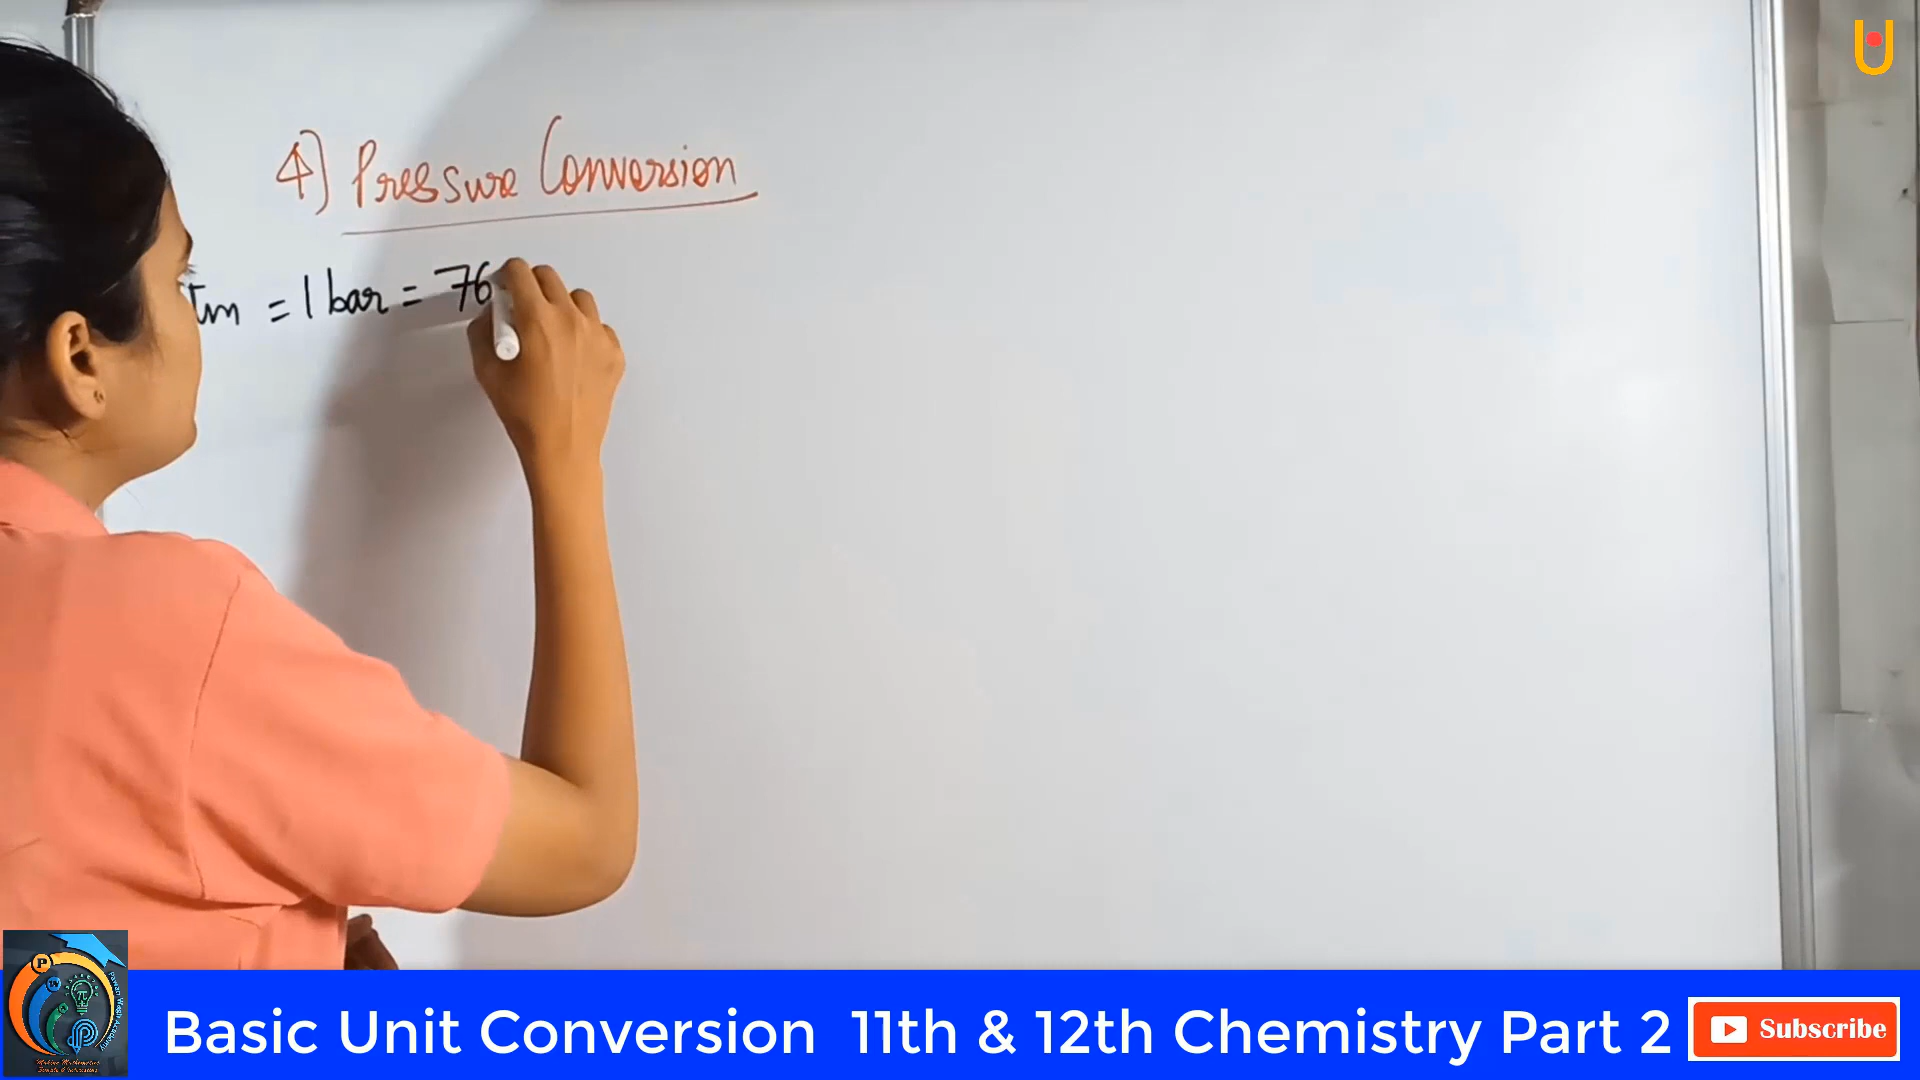 4) Pressure Conversion
tm = 1 bar = 76
Basic Unit Conversion 11th & 12th Chemistry Part 2
Subscribe